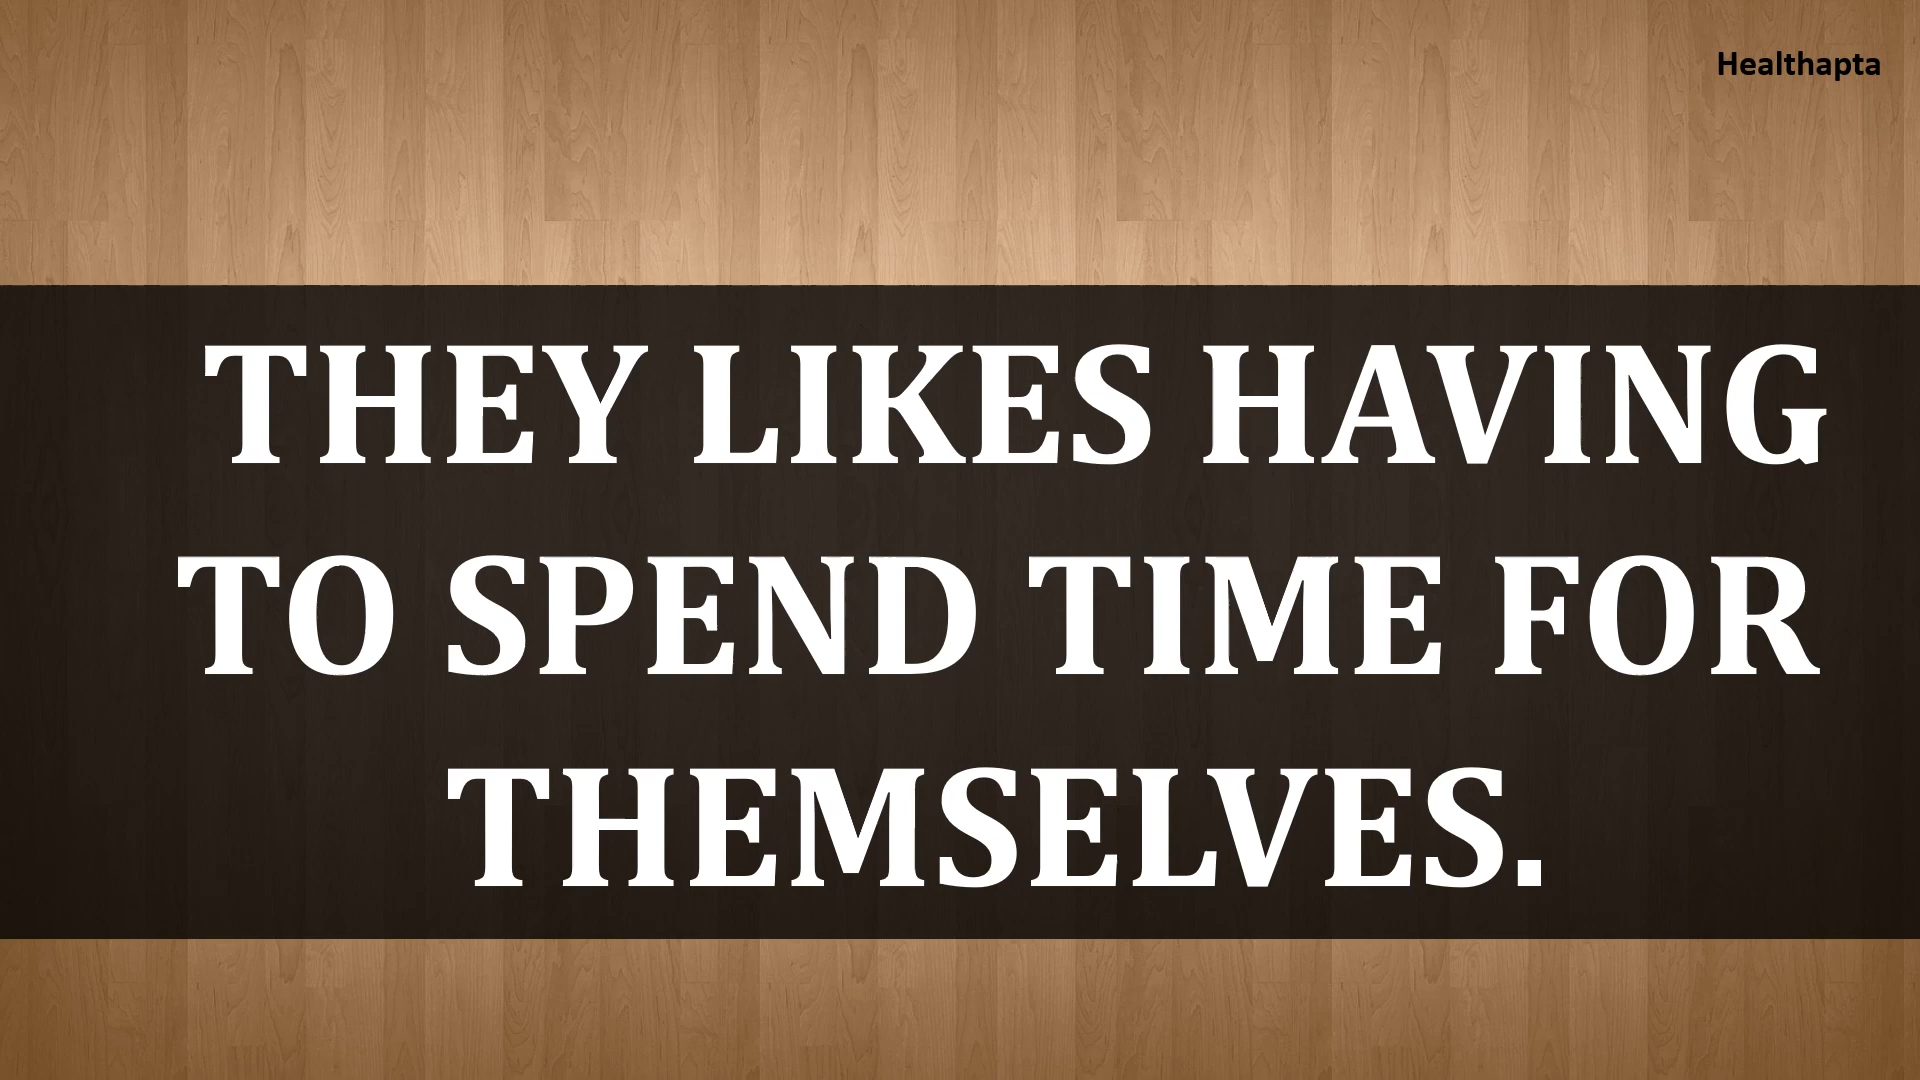 Healthapta
THEY LIKES HAVING
TO SPEND TIME FOR
THEMSELVES.